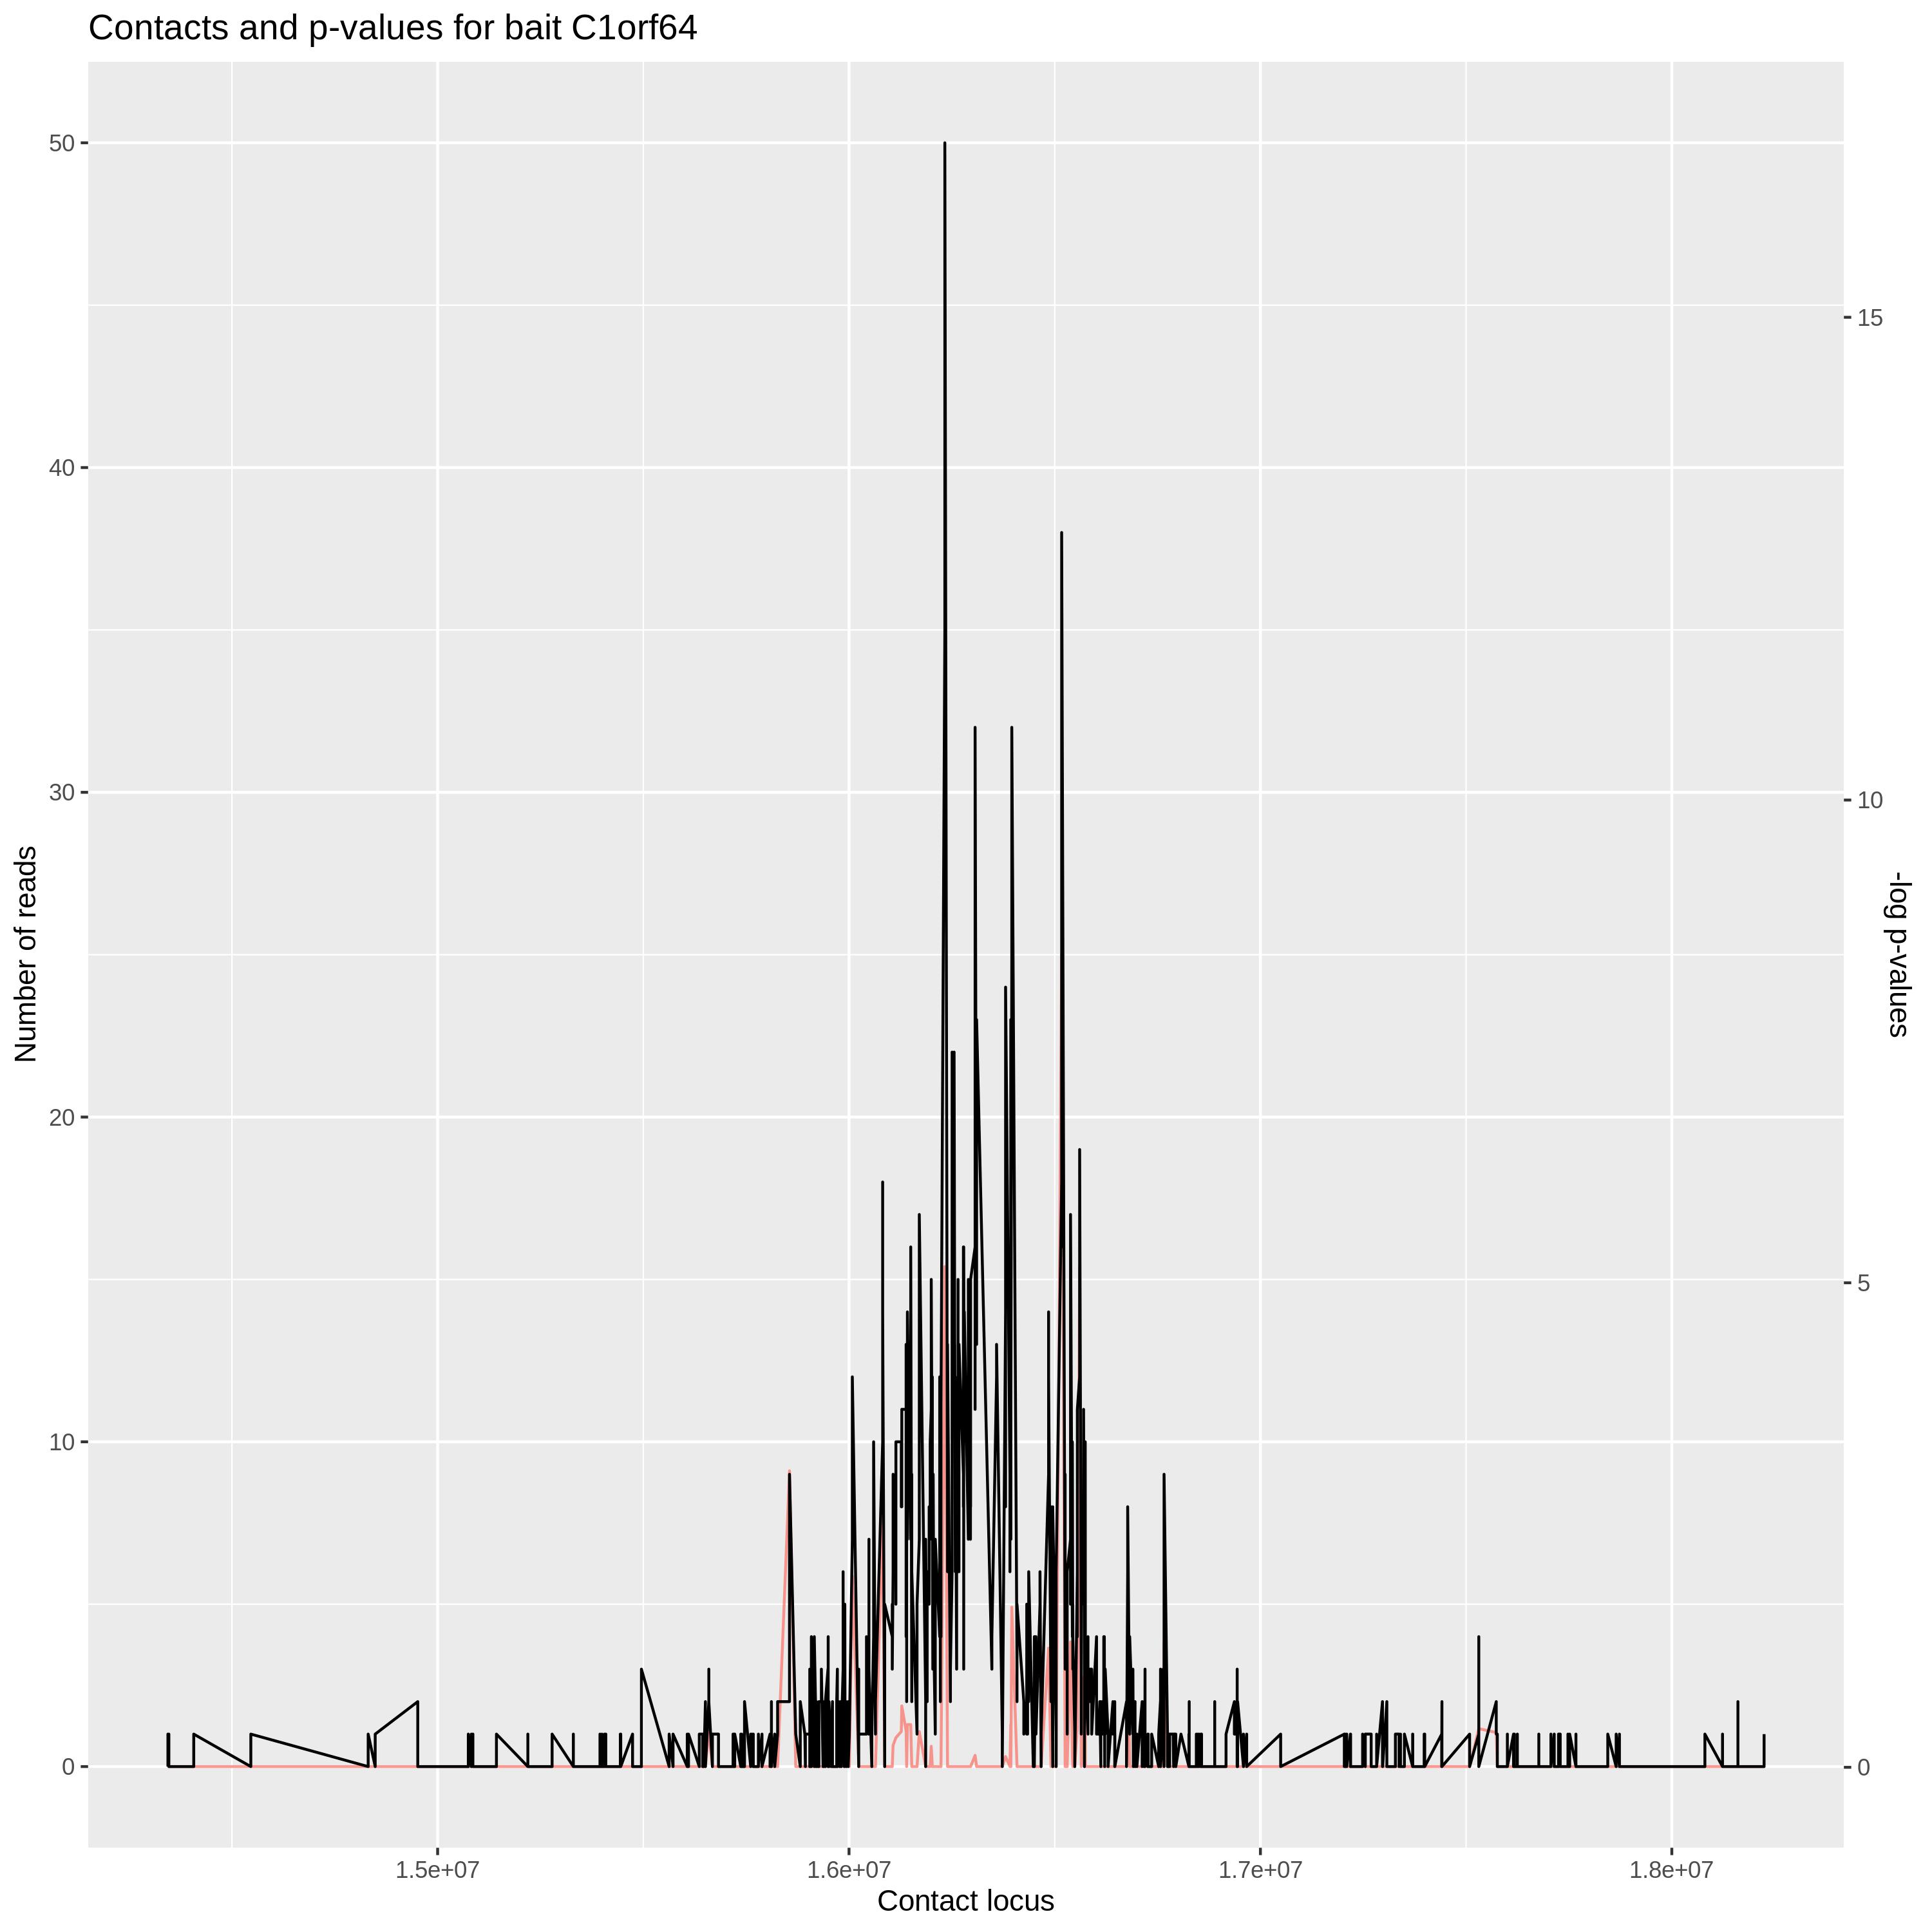 Contacts and p-values for bait C1orf64
50
40
30
20
10
0
Number of reads
15
10
5
0
-log p-values
1.5e+07
1.6e+07
1.7e+07
1.8e+07
Contact locus